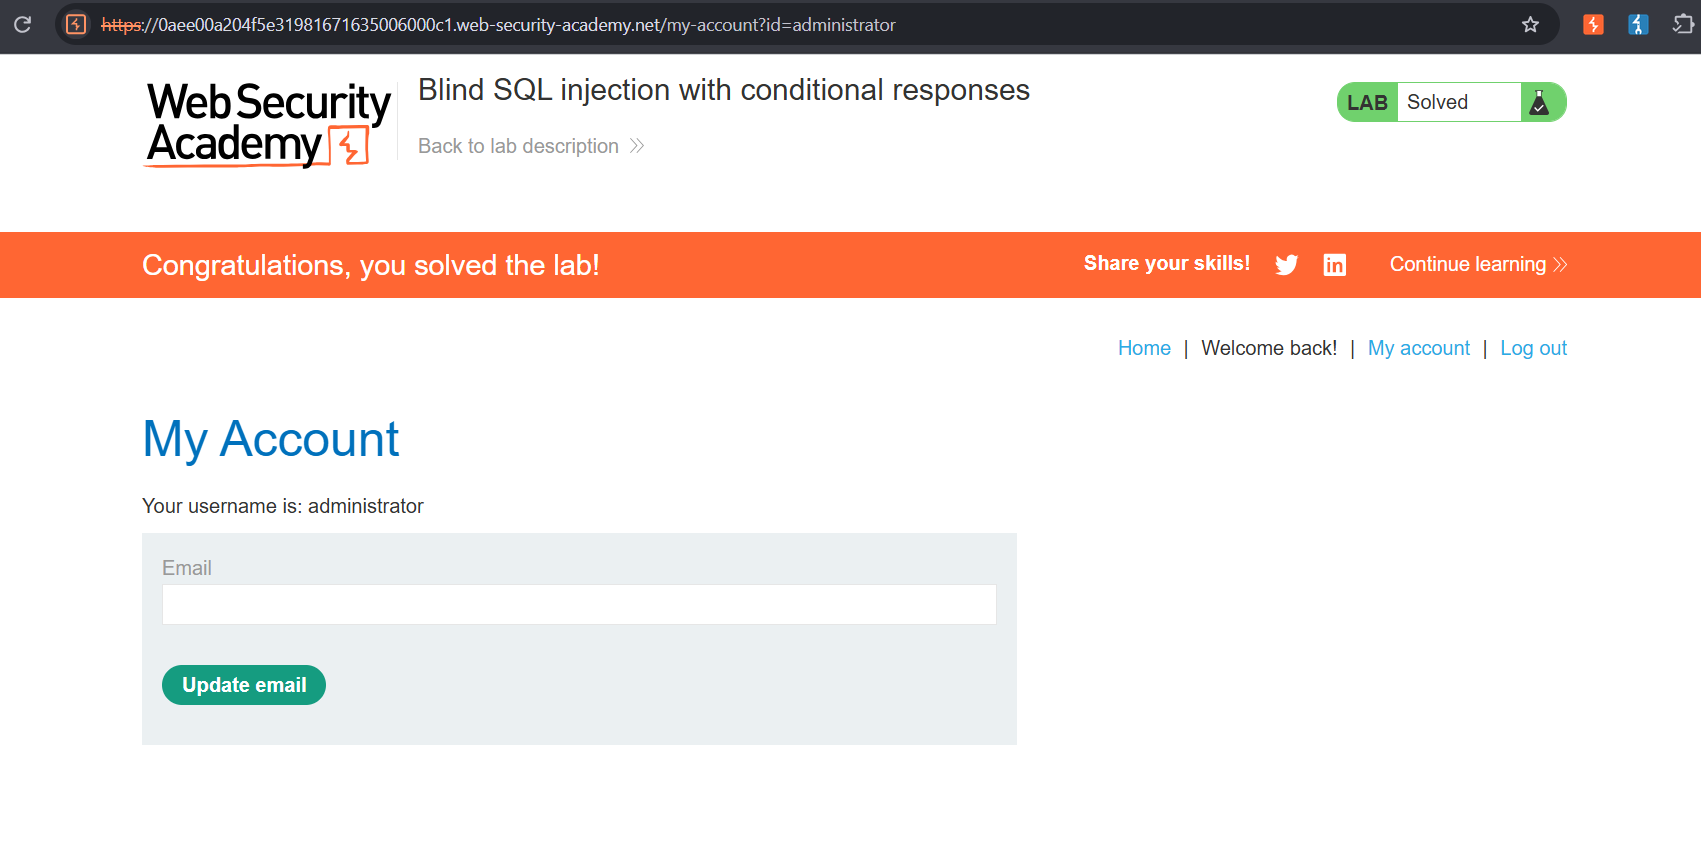 https://0aee00a204f5e31981671635006000c1.web-security-academy.net/my-account?id=administrator
Web Security
Academy
Blind SQL injection with conditional responses
Back to lab description
LAB Solved
Congratulations, you solved the lab!
Share your skills!
Continue learning
Home | Welcome back! | My account | Log out
My Account
Your username is: administrator
Email
Update email